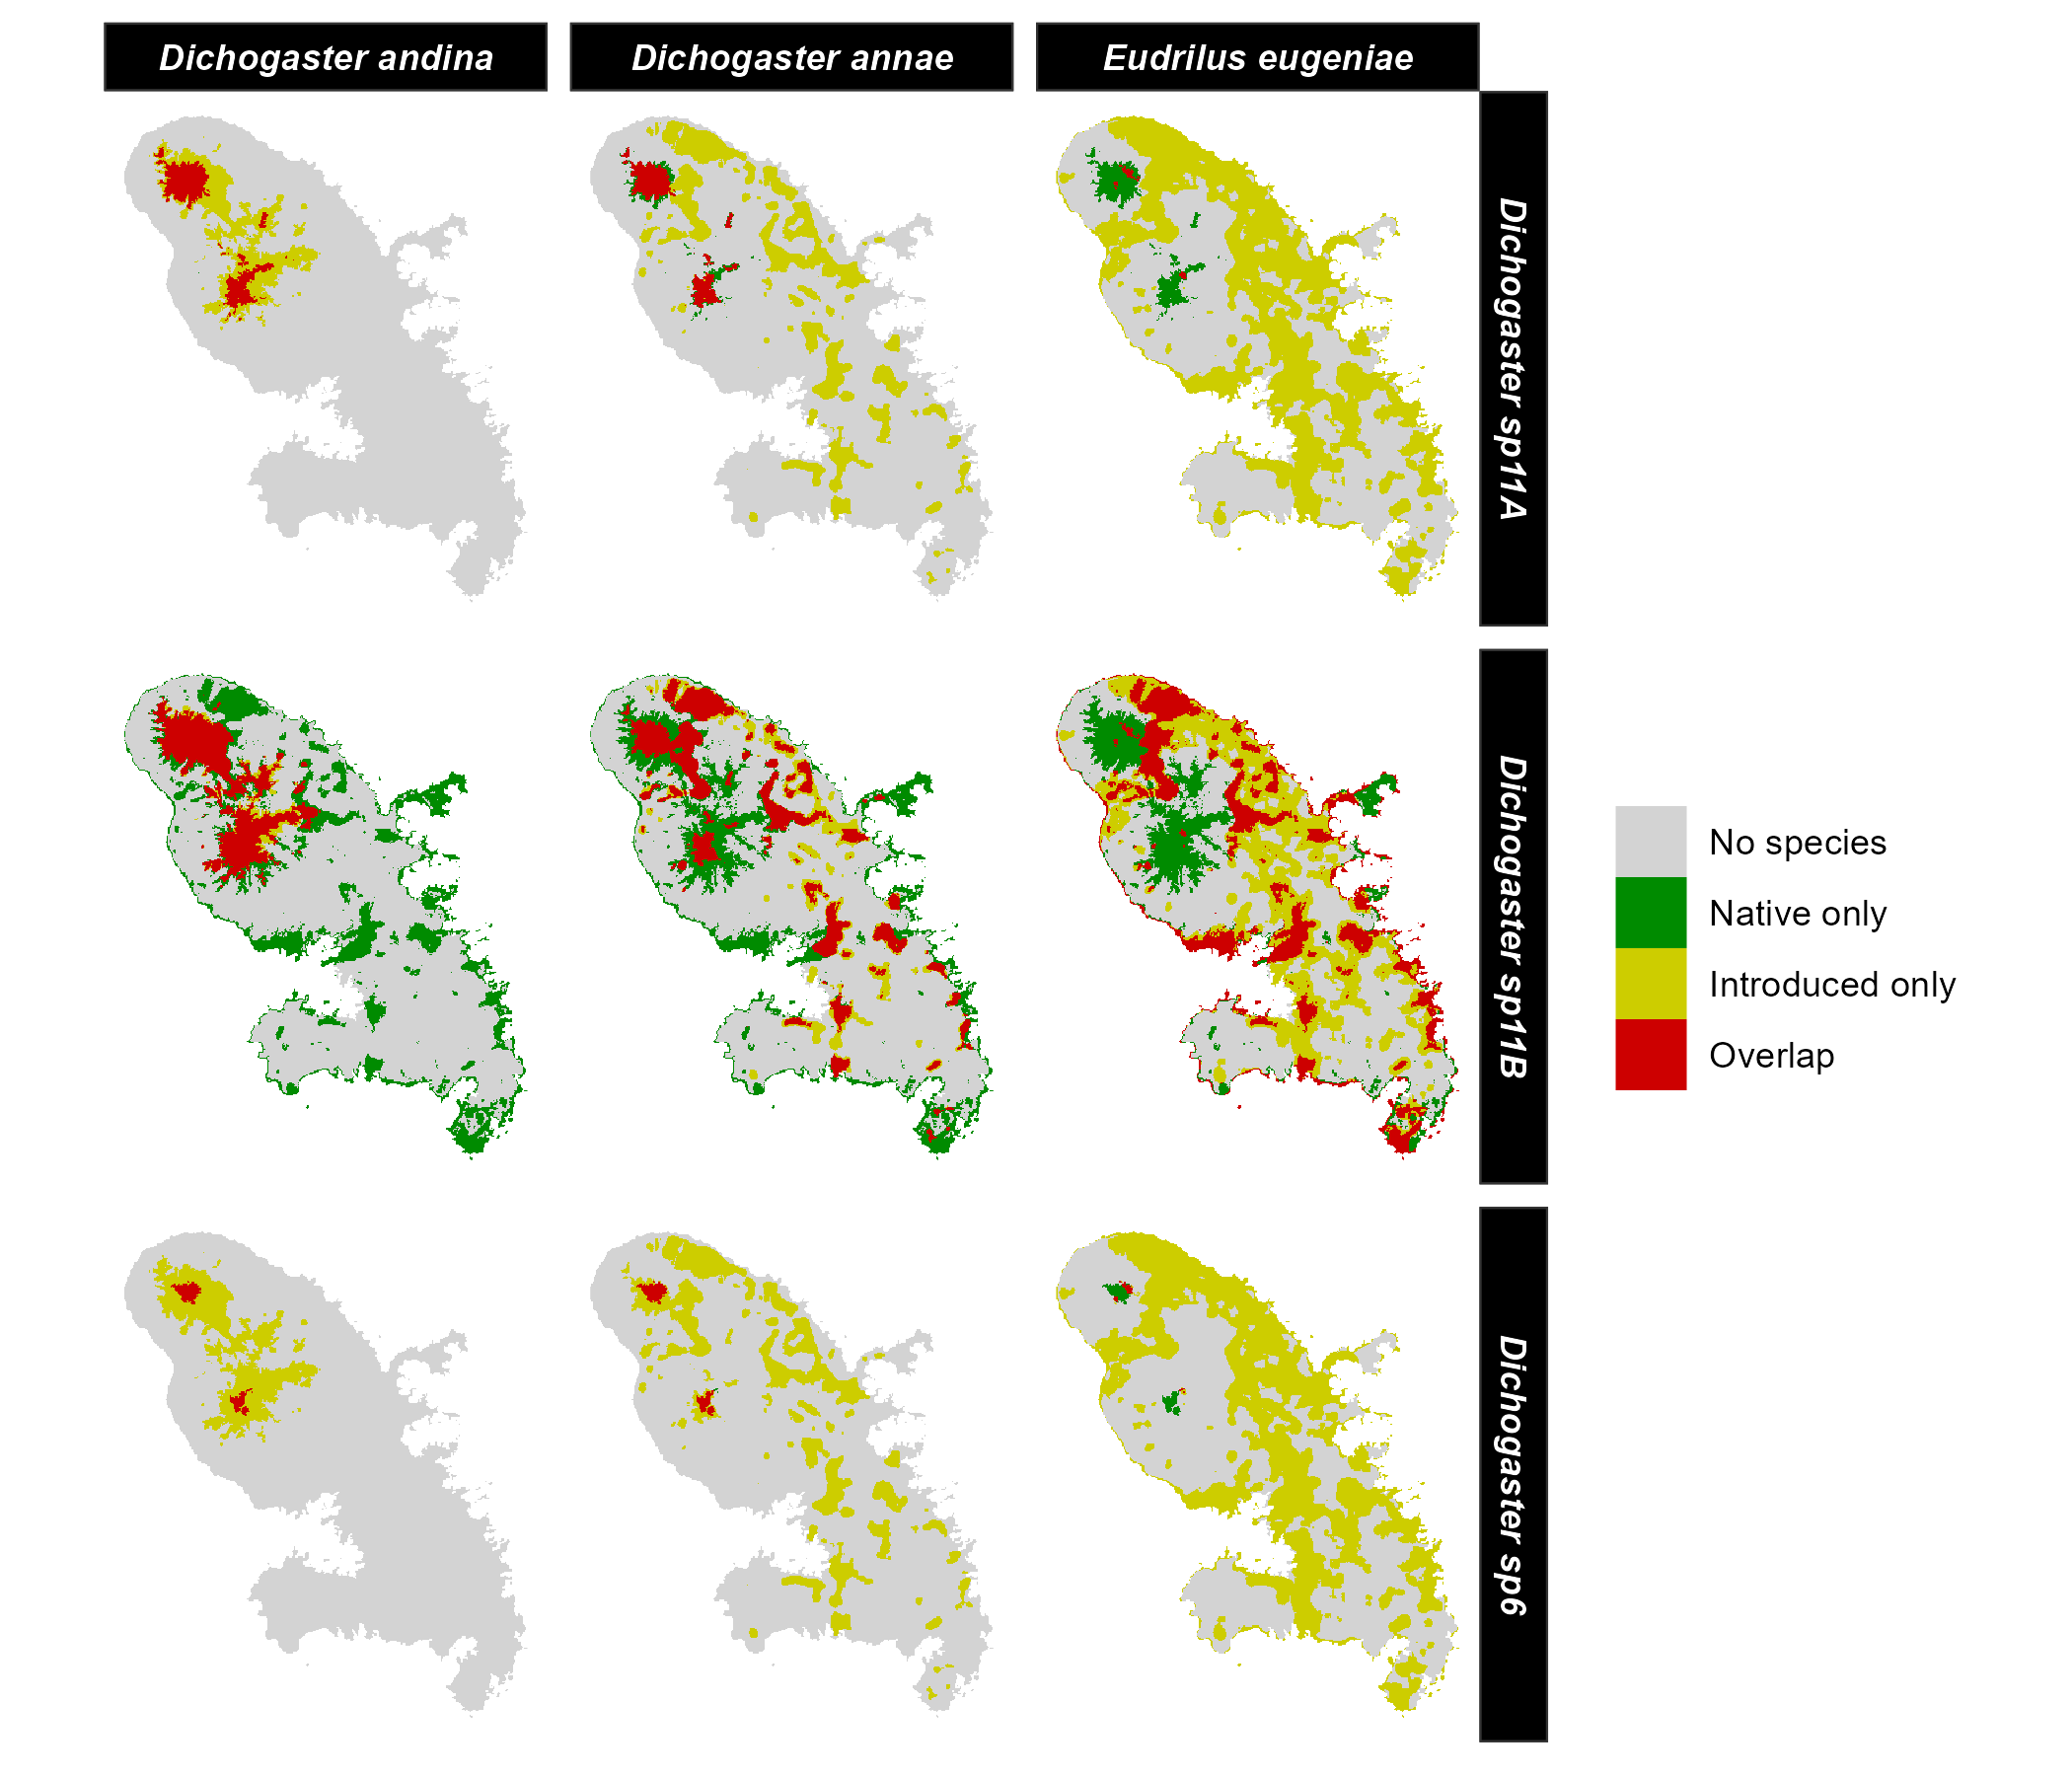 Dichogaster andina
Dichogaster annae
Eudrilus eugeniae
Dichogaster sp11A
Dichogaster sp11B
Dichogaster sp6
No species
Native only
Introduced only
Overlap